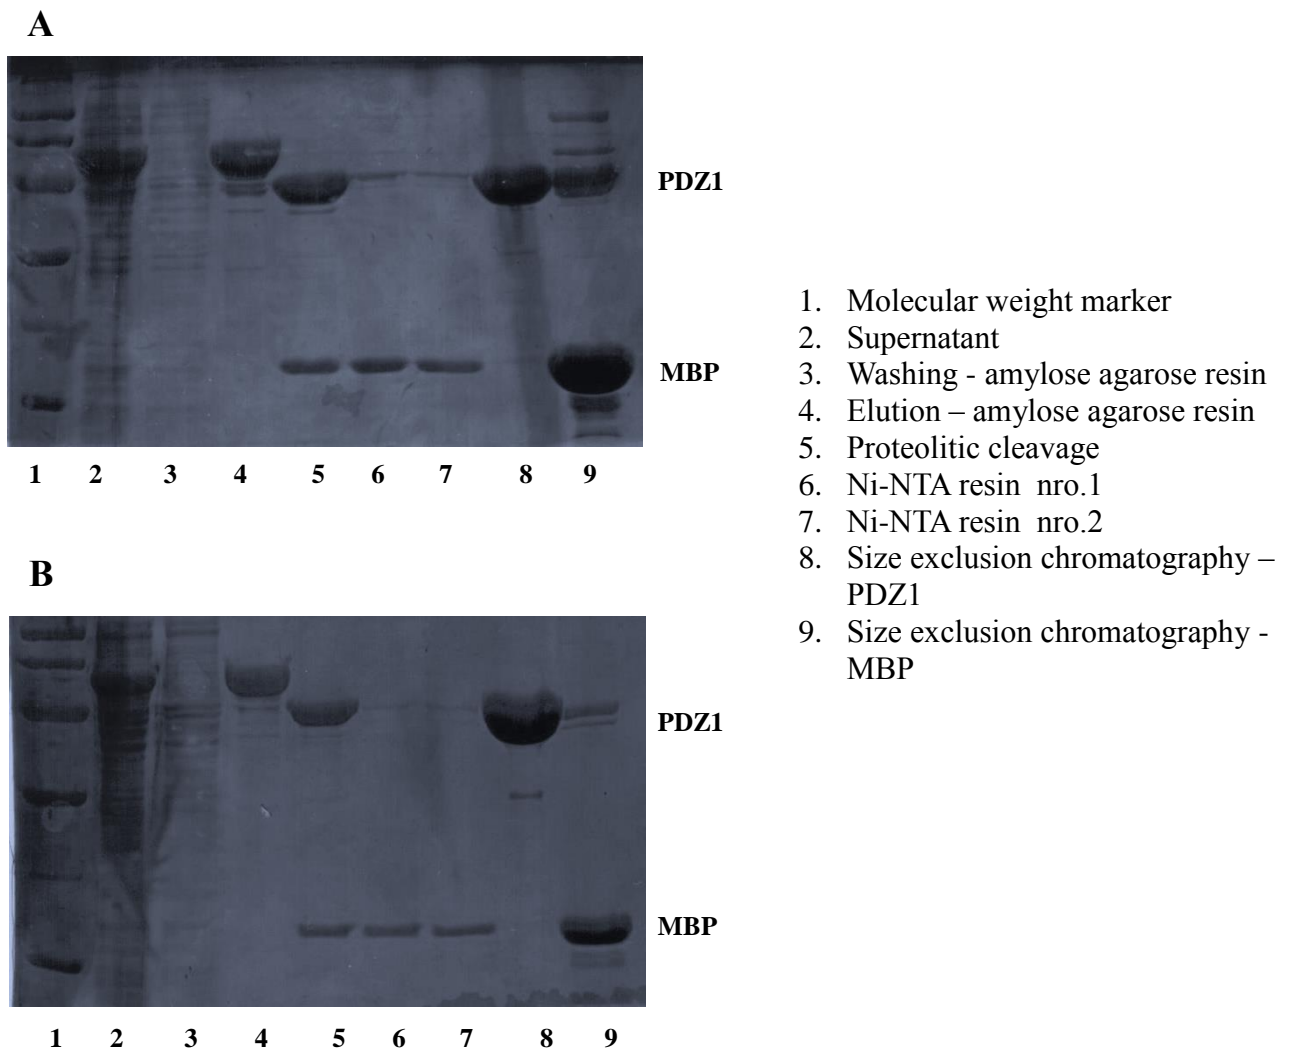 A
PDZ1
MBP
1 2 3 4 5 6 7 8 9
B
PDZ1
MBP
1 2 3 4 5 6 7 8 9
1. Molecular weight marker
2. Supernatant
3. Washing - amylose agarose resin
4. Elution – amylose agarose resin
5. Proteolitic cleavage
6. Ni-NTA resin nro.1
7. Ni-NTA resin nro.2
8. Size exclusion chromatography –
PDZ1
9. Size exclusion chromatography -
MBP